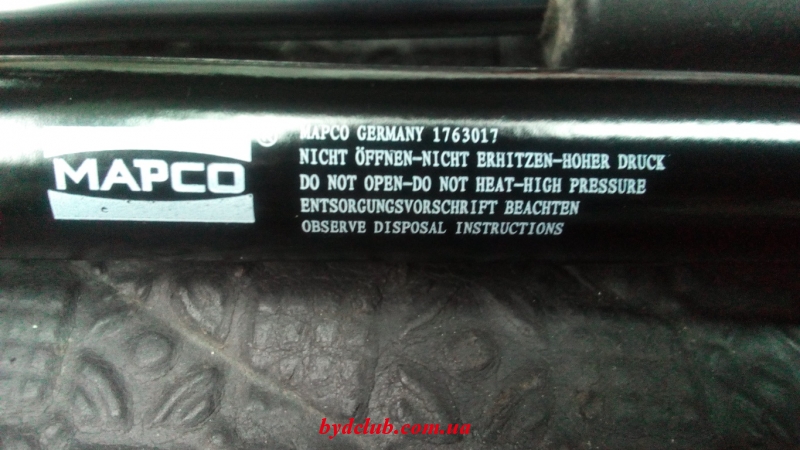 MAPCO
®
MAPCO GERMANY 1763017
NICHT ÖFFNEN-NICHT ERHITZEN-HOHER DRUCK
DO NOT OPEN-DO NOT HEAT-HIGH PRESSURE
ENTSORGUNGSVORSCHRIFT BEACHTEN
OBSERVE DISPOSAL INSTRUCTIONS
bydclub.com.ua